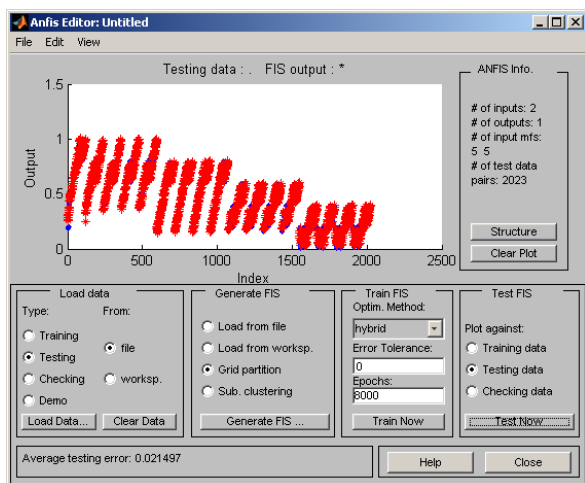 Anfis Editor: Untitled
File Edit View
Testing data : . FIS output : *
1.5
1
0.5
0
Output
0 500 1000 1500 2000 2500
Index
ANFIS Info.
# of inputs: 2
# of outputs: 1
# of input mfs:
5 5
# of test data
pairs: 2023
Structure
Clear Plot
Load data
Type: From:
Training
Testing
Checking
Demo
file
worksp.
Load Data... Clear Data
Generate FIS
Load from file
Load from worksp.
Grid partition
Sub. clustering
Generate FIS ...
Train FIS
Optim. Method:
hybrid
Error Tolerance:
0
Epochs:
8000
Train Now
Test FIS
Plot against:
Training data
Testing data
Checking data
Test Now
Average testing error: 0.021497
Help Close